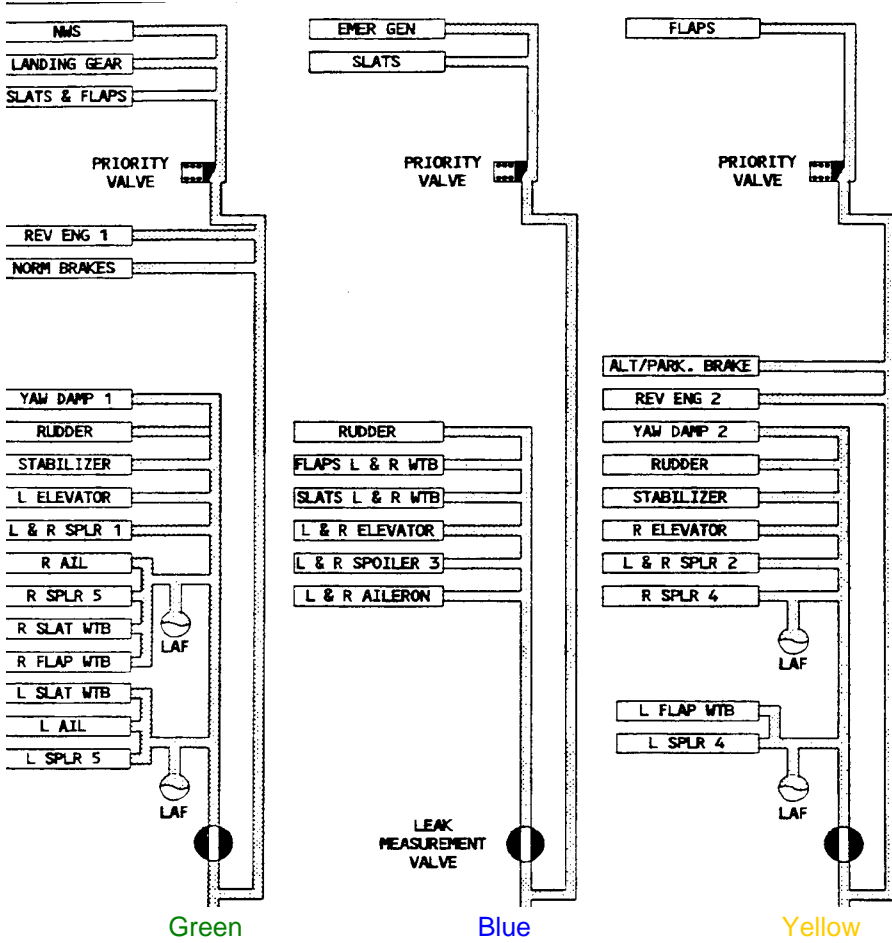 NWS
LANDING GEAR
SLATS & FLAPS
PRIORITY
VALVE
REV ENG 1
NORM BRAKES
YAW DAMP 1
RUDDER
STABILIZER
L ELEVATOR
L & R SPLR 1
R AIL
R SPLR 5
R SLAT WTB
R FLAP WTB
LAF
L SLAT WTB
L AIL
L SPLR 5
LAF
Green
EMER GEN
SLATS
PRIORITY
VALVE
RUDDER
FLAPS L & R WTB
SLATS L & R WTB
L & R ELEVATOR
L & R SPOILER 3
L & R AILERON
LEAK
MEASUREMENT
VALVE
Blue
FLAPS
PRIORITY
VALVE
ALT/PARK. BRAKE
REV ENG 2
YAW DAMP 2
RUDDER
STABILIZER
R ELEVATOR
L & R SPLR 2
R SPLR 4
LAF
L FLAP WTB
L SPLR 4
LAF
Yellow